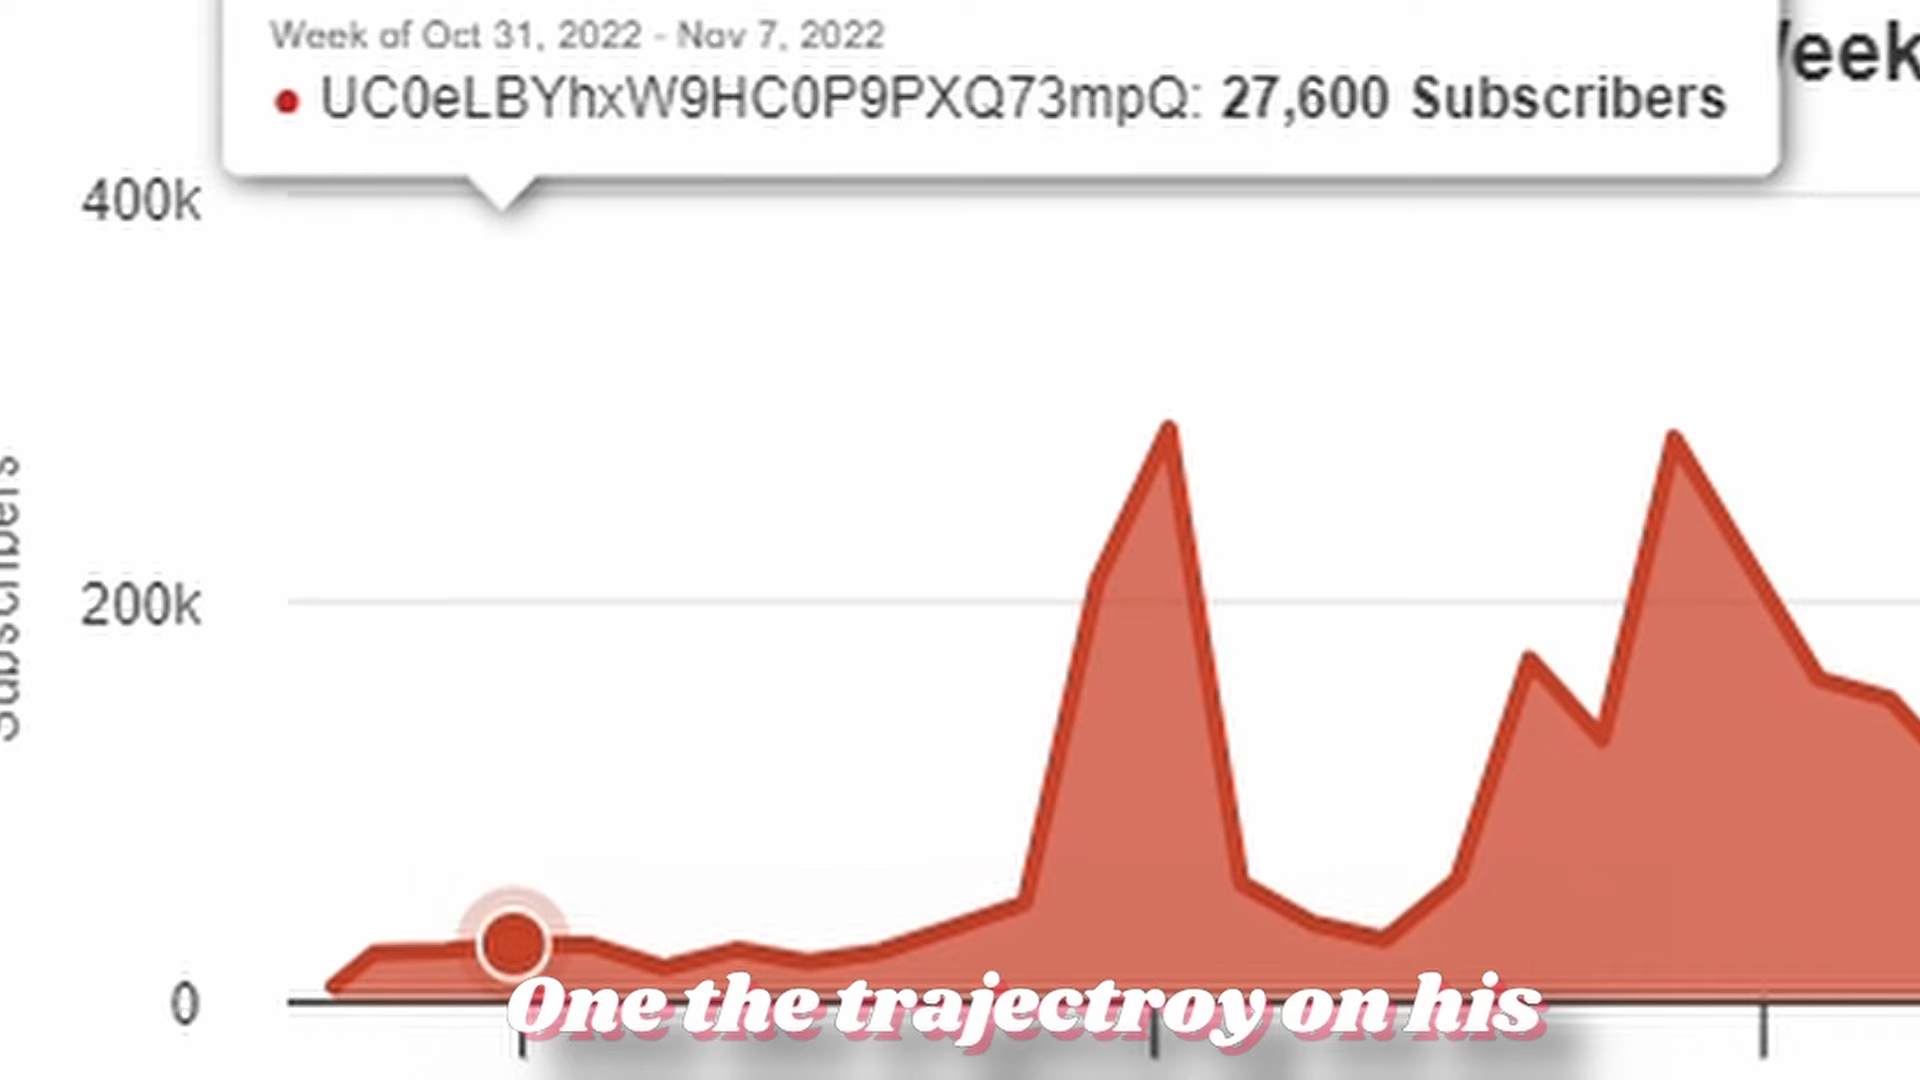 Week of Oct 31, 2022 - Nov 7, 2022
UC0eLBYhxW9HC0P9PXQ73mpQ: 27,600 Subscribers
eek
400k
200k
Subscribers
0
One the trajectroy on his